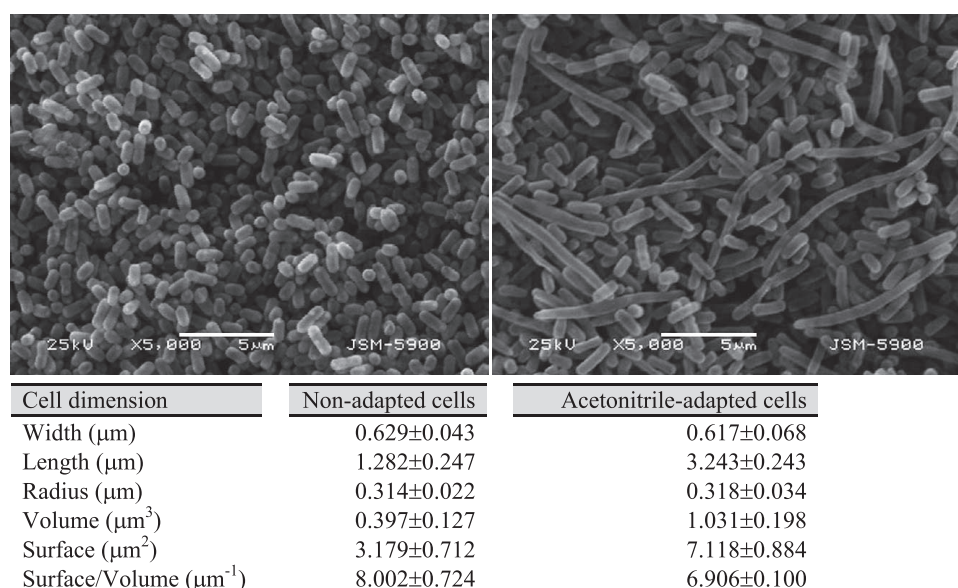 25kV X5,000 5µm JSM-5900
25kV X5,000 5µm JSM-5900
Cell dimension Non-adapted cells Acetonitrile-adapted cells
Width (µm) 0.629±0.043 0.617±0.068
Length (µm) 1.282±0.247 3.243±0.243
Radius (µm) 0.314±0.022 0.318±0.034
Volume (µm³) 0.397±0.127 1.031±0.198
Surface (µm²) 3.179±0.712 7.118±0.884
Surface/Volume (µm⁻¹) 8.002±0.724 6.906±0.100